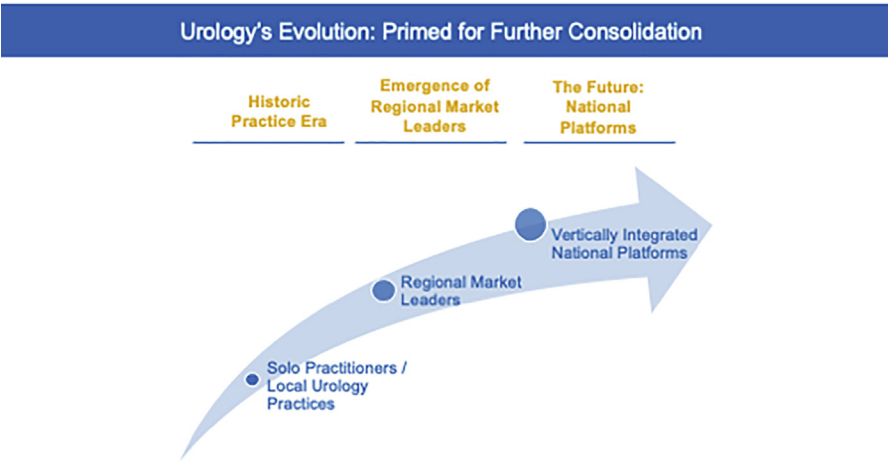 Urology's Evolution: Primed for Further Consolidation
Historic
Practice Era
Emergence of
Regional Market
Leaders
The Future:
National
Platforms
Vertically Integrated
National Platforms
Regional Market
Leaders
Solo Practitioners /
Local Urology
Practices